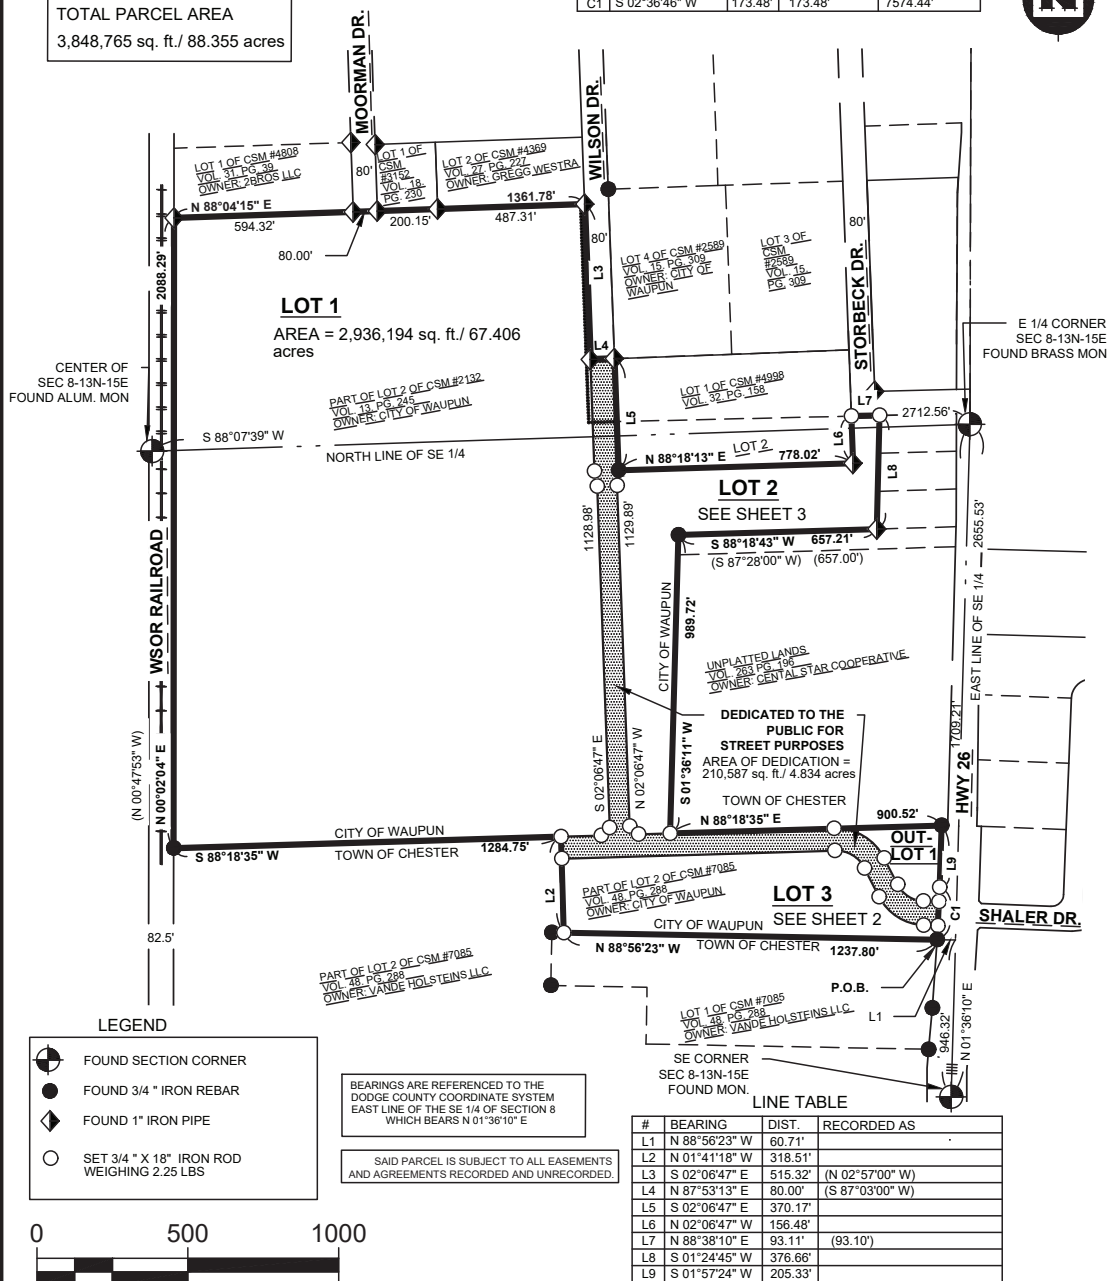 TOTAL PARCEL AREA
3,848,765 sq. ft./ 88.355 acres
C1 S 02°36'46" W 173.48' 173.48' 7574.44'
N
MOORMAN DR.
WILSON DR.
STORBECK DR.
LOT 1 OF CSM #4808
VOL. 31, PG. 39
OWNER: 2BROS LLC
80'
LOT 1 OF
CSM
#3152
VOL. 18,
PG. 230
LOT 2 OF CSM #4369
VOL. 27, PG. 227
OWNER: GREGG WESTRA
N 88°04'15" E
1361.78'
594.32'
200.15'
487.31'
80.00'
2088.29'
80'
L3
LOT 4 OF CSM #2589
VOL. 15, PG. 309
OWNER: CITY OF
WAUPUN
LOT 3 OF
CSM
#2589
VOL. 15,
PG. 309
80'
LOT 1
AREA = 2,936,194 sq. ft./ 67.406
acres
E 1/4 CORNER
SEC 8-13N-15E
FOUND BRASS MON
L4
CENTER OF
SEC 8-13N-15E
FOUND ALUM. MON
PART OF LOT 2 OF CSM #2132
VOL. 13, PG. 245
OWNER: CITY OF WAUPUN
LOT 1 OF CSM #4998
VOL. 32, PG. 158
L7
2712.56'
L5
L6
S 88°07'39" W
NORTH LINE OF SE 1/4
LOT 2
N 88°18'13" E
778.02'
L8
LOT 2
SEE SHEET 3
1128.98'
1129.89'
S 88°18'43" W
657.21'
(S 87°28'00" W)
(657.00')
2655.53'
EAST LINE OF SE 1/4
WSOR RAILROAD
CITY OF WAUPUN
989.72'
S 01°36'11" W
UNPLATTED LANDS
VOL. 263 PG. 196
OWNER: CENTAL STAR COOPERATIVE
DEDICATED TO THE
PUBLIC FOR
STREET PURPOSES
AREA OF DEDICATION =
210,587 sq. ft./ 4.834 acres
1709.21'
HWY 26
(N 00°47'53" W)
N 00°02'04" E
S 02°06'47" E
N 02°06'47" W
TOWN OF CHESTER
N 88°18'35" E
900.52'
CITY OF WAUPUN
S 88°18'35" W
TOWN OF CHESTER
1284.75'
OUT-
LOT 1
L9
L2
PART OF LOT 2 OF CSM #7085
VOL. 48, PG. 288
OWNER: CITY OF WAUPUN
LOT 3
SEE SHEET 2
C1
SHALER DR.
CITY OF WAUPUN
N 88°56'23" W
TOWN OF CHESTER
1237.80'
82.5'
PART OF LOT 2 OF CSM #7085
VOL. 48, PG. 288
OWNER: VANDE HOLSTEINS LLC
P.O.B.
L1
LOT 1 OF CSM #7085
VOL. 48, PG. 288
OWNER: VANDE HOLSTEINS LLC
946.32'
N 01°36'10" E
SE CORNER
SEC 8-13N-15E
FOUND MON.
LEGEND
FOUND SECTION CORNER
FOUND 3/4 " IRON REBAR
FOUND 1" IRON PIPE
SET 3/4 " X 18" IRON ROD
WEIGHING 2.25 LBS
BEARINGS ARE REFERENCED TO THE
DODGE COUNTY COORDINATE SYSTEM
EAST LINE OF THE SE 1/4 OF SECTION 8
WHICH BEARS N 01°36'10" E
SAID PARCEL IS SUBJECT TO ALL EASEMENTS
AND AGREEMENTS RECORDED AND UNRECORDED.
LINE TABLE
# BEARING DIST. RECORDED AS
L1 N 88°56'23" W 60.71'
L2 N 01°41'18" W 318.51'
L3 S 02°06'47" E 515.32' (N 02°57'00" W)
L4 N 87°53'13" E 80.00' (S 87°03'00" W)
L5 S 02°06'47" E 370.17'
L6 N 02°06'47" W 156.48'
L7 N 88°38'10" E 93.11' (93.10')
L8 S 01°24'45" W 376.66'
L9 S 01°57'24" W 205.33'
0 500 1000